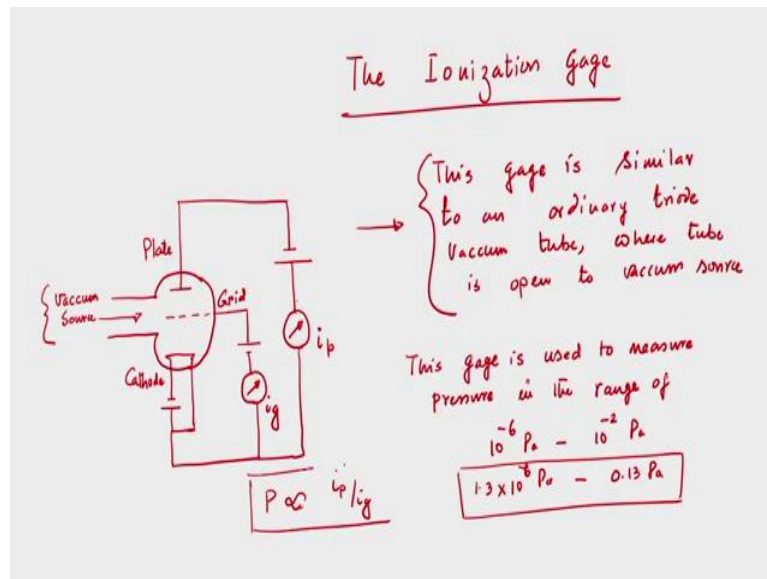 The Ionization Gage
This gage is similar
to an ordinary triode
Vaccum tube, where tube
is open to vaccum source
Plate
Vaccum
Source
Grid
Cathode
ip
ig
This gage is used to measure
pressure in the range of
10⁻⁶ Pa - 10⁻² Pa
1.3 x 10⁻⁶ Pa - 0.13 Pa
P ∝ ip/ig